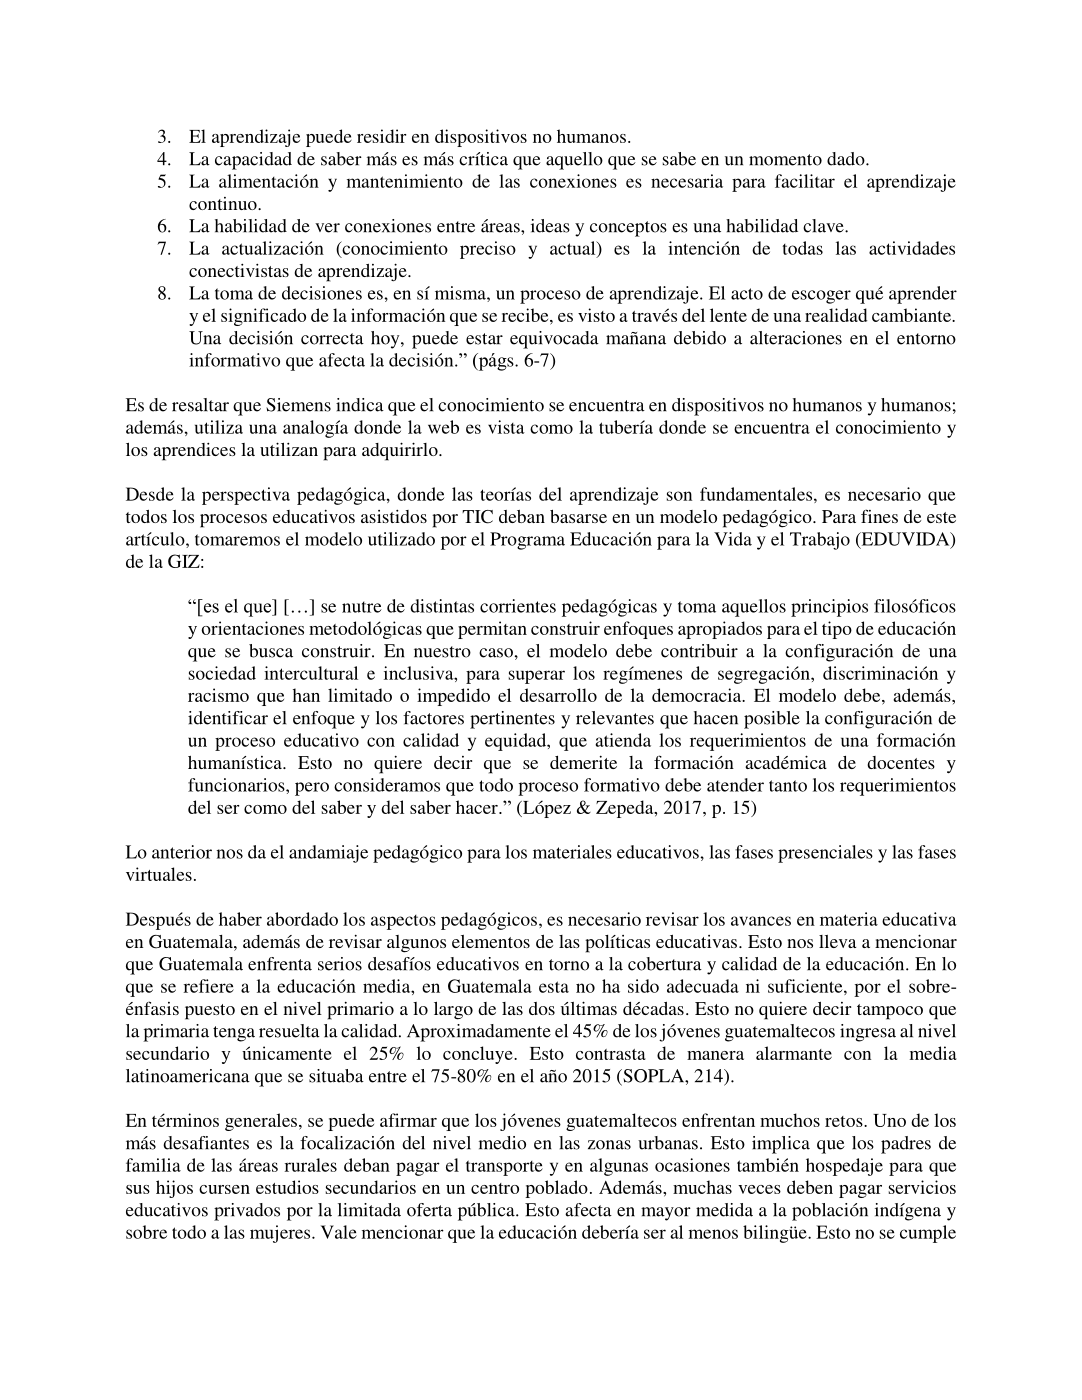 3. El aprendizaje puede residir en dispositivos no humanos.
4. La capacidad de saber más es más crítica que aquello que se sabe en un momento dado.
5. La alimentación y mantenimiento de las conexiones es necesaria para facilitar el aprendizaje
continuo.
6. La habilidad de ver conexiones entre áreas, ideas y conceptos es una habilidad clave.
7. La actualización (conocimiento preciso y actual) es la intención de todas las actividades
conectivistas de aprendizaje.
8. La toma de decisiones es, en sí misma, un proceso de aprendizaje. El acto de escoger qué aprender
y el significado de la información que se recibe, es visto a través del lente de una realidad cambiante.
Una decisión correcta hoy, puede estar equivocada mañana debido a alteraciones en el entorno
informativo que afecta la decisión.” (págs. 6-7)
Es de resaltar que Siemens indica que el conocimiento se encuentra en dispositivos no humanos y humanos;
además, utiliza una analogía donde la web es vista como la tubería donde se encuentra el conocimiento y
los aprendices la utilizan para adquirirlo.
Desde la perspectiva pedagógica, donde las teorías del aprendizaje son fundamentales, es necesario que
todos los procesos educativos asistidos por TIC deban basarse en un modelo pedagógico. Para fines de este
artículo, tomaremos el modelo utilizado por el Programa Educación para la Vida y el Trabajo (EDUVIDA)
de la GIZ:
“[es el que] […] se nutre de distintas corrientes pedagógicas y toma aquellos principios filosóficos
y orientaciones metodológicas que permitan construir enfoques apropiados para el tipo de educación
que se busca construir. En nuestro caso, el modelo debe contribuir a la configuración de una
sociedad intercultural e inclusiva, para superar los regímenes de segregación, discriminación y
racismo que han limitado o impedido el desarrollo de la democracia. El modelo debe, además,
identificar el enfoque y los factores pertinentes y relevantes que hacen posible la configuración de
un proceso educativo con calidad y equidad, que atienda los requerimientos de una formación
humanística. Esto no quiere decir que se demerite la formación académica de docentes y
funcionarios, pero consideramos que todo proceso formativo debe atender tanto los requerimientos
del ser como del saber y del saber hacer.” (López & Zepeda, 2017, p. 15)
Lo anterior nos da el andamiaje pedagógico para los materiales educativos, las fases presenciales y las fases
virtuales.
Después de haber abordado los aspectos pedagógicos, es necesario revisar los avances en materia educativa
en Guatemala, además de revisar algunos elementos de las políticas educativas. Esto nos lleva a mencionar
que Guatemala enfrenta serios desafíos educativos en torno a la cobertura y calidad de la educación. En lo
que se refiere a la educación media, en Guatemala esta no ha sido adecuada ni suficiente, por el sobre-
énfasis puesto en el nivel primario a lo largo de las dos últimas décadas. Esto no quiere decir tampoco que
la primaria tenga resuelta la calidad. Aproximadamente el 45% de los jóvenes guatemaltecos ingresa al nivel
secundario y únicamente el 25% lo concluye. Esto contrasta de manera alarmante con la media
latinoamericana que se situaba entre el 75-80% en el año 2015 (SOPLA, 214).
En términos generales, se puede afirmar que los jóvenes guatemaltecos enfrentan muchos retos. Uno de los
más desafiantes es la focalización del nivel medio en las zonas urbanas. Esto implica que los padres de
familia de las áreas rurales deban pagar el transporte y en algunas ocasiones también hospedaje para que
sus hijos cursen estudios secundarios en un centro poblado. Además, muchas veces deben pagar servicios
educativos privados por la limitada oferta pública. Esto afecta en mayor medida a la población indígena y
sobre todo a las mujeres. Vale mencionar que la educación debería ser al menos bilingüe. Esto no se cumple